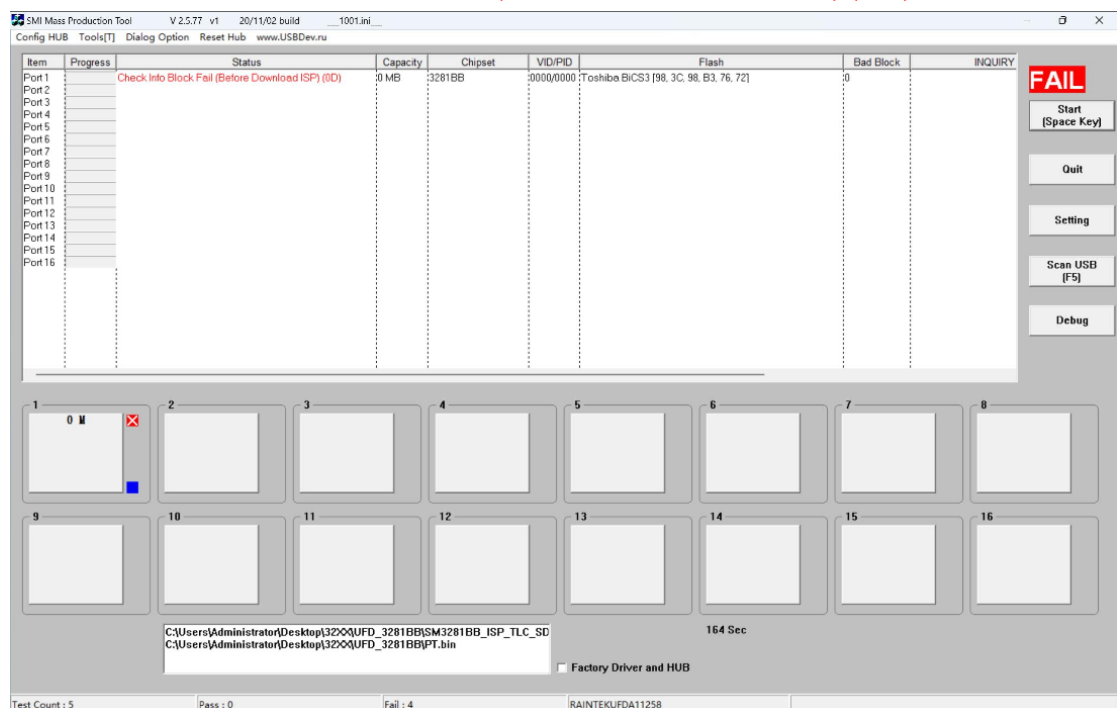 SMI Mass Production Tool V 2.5.77 v1 20/11/02 build __1001.ini__
Config HUB Tools[T] Dialog Option Reset Hub www.USBDev.ru
Item Progress Status Capacity Chipset VID/PID Flash Bad Block INQUIRY
Port 1 Check Info Block Fail (Before Download ISP) (0D) 0 MB 3281BB 0000/0000 Toshiba BiCS3 [98, 3C, 98, B3, 76, 72] 0
Port 2
Port 3
Port 4
Port 5
Port 6
Port 7
Port 8
Port 9
Port 10
Port 11
Port 12
Port 13
Port 14
Port 15
Port 16
FAIL
Start
(Space Key)
Quit
Setting
Scan USB
(F5)
Debug
1 2 3 4 5 6 7 8
0 M
9 10 11 12 13 14 15 16
C:\Users\Administrator\Desktop\32XX\UFD_3281BB\SM3281BB_ISP_TLC_SD
C:\Users\Administrator\Desktop\32XX\UFD_3281BB\PT.bin
164 Sec
Factory Driver and HUB
Test Count : 5 Pass : 0 Fail : 4 RAINTEKUFDA11258